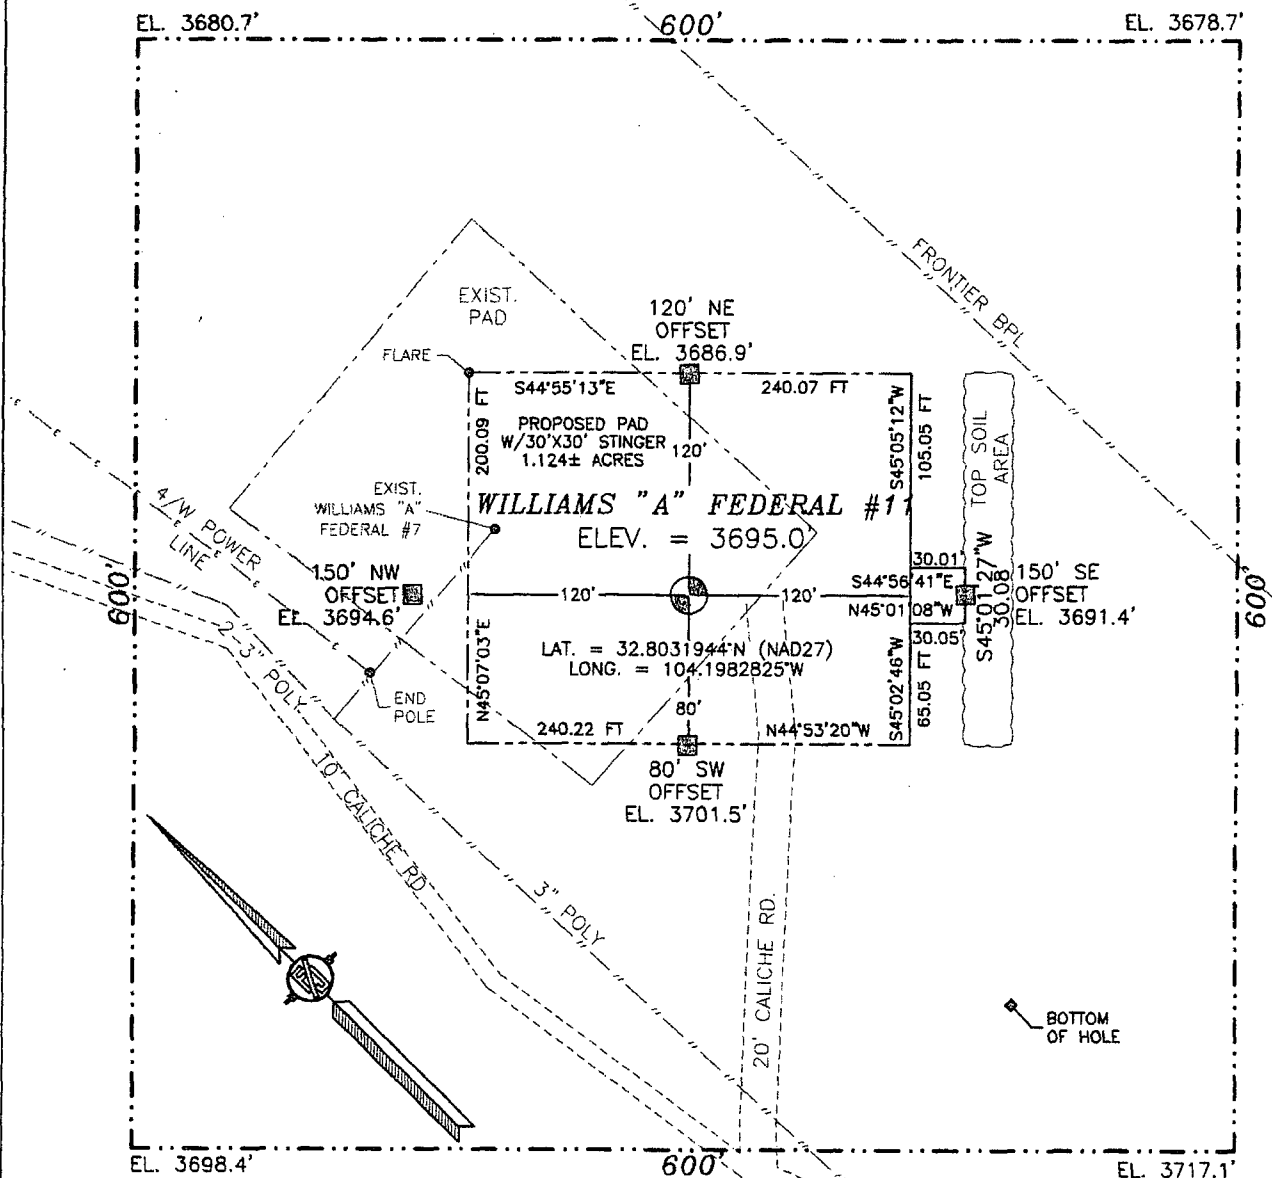 EL. 3680.7'
600'
EL. 3678.7'
FRONTIER BPL
EXIST.
PAD
120' NE
OFFSET
EL. 3686.9'
FLARE
S44°55'13"E
240.07 FT
200.09 FT
PROPOSED PAD
W/30'X30' STINGER
1.124± ACRES
120'
S45°05'12"W
105.05 FT
TOP SOIL
AREA
EXIST.
WILLIAMS "A"
FEDERAL #7
WILLIAMS "A" FEDERAL #11
ELEV. = 3695.0'
4/W POWER
LINE
150' NW
OFFSET
EL. 3694.6'
120'
120'
30.01'
S44°56'41"E
N45°01'08"W
30.05'
S45°01'27"W
30.08
150' SE
OFFSET
EL. 3691.4'
600'
600'
LAT. = 32.8031944°N (NAD27)
LONG. = 104.1982825°W
N45°07'03"E
END
POLE
2-3" POLY
80'
240.22 FT
N44°53'20"W
S45°02'46"W
65.05 FT
80' SW
OFFSET
EL. 3701.5'
10' CALICHE RD
3" POLY
20' CALICHE RD.
BOTTOM
OF HOLE
EL. 3698.4'
600'
EL. 3717.1'